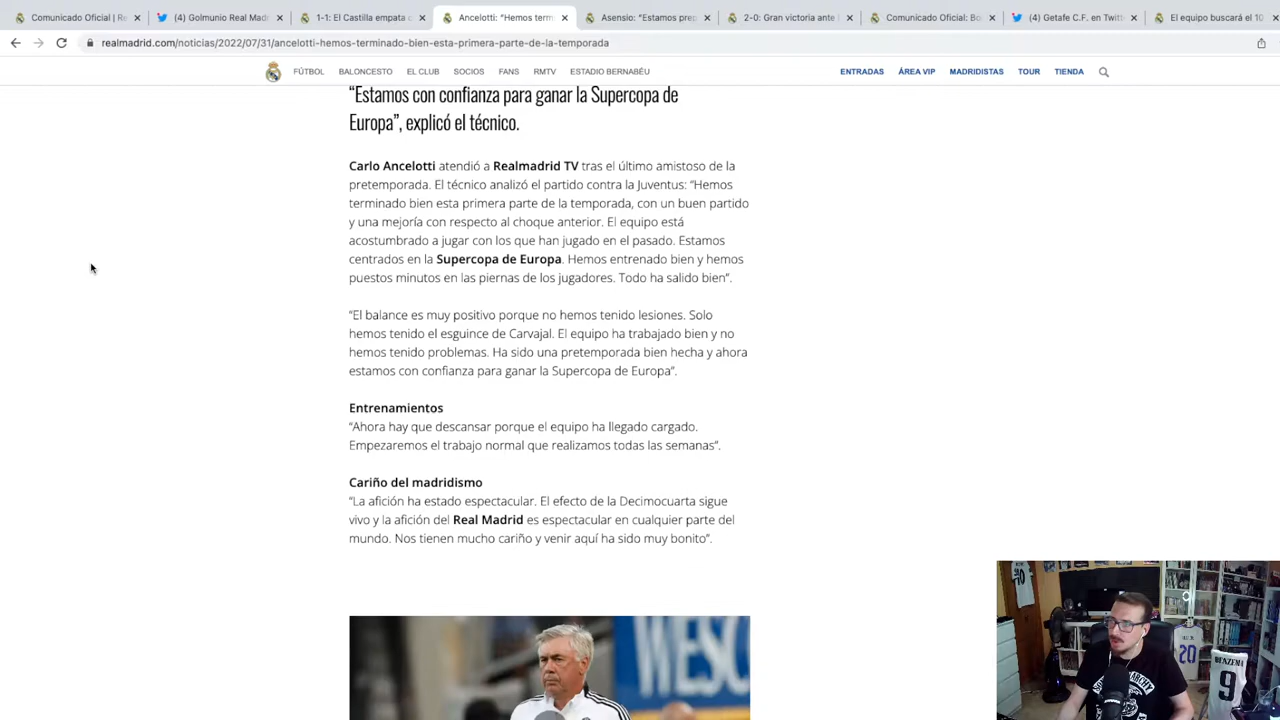 Comunicado Oficial | Real Mad
(4) Golmunio Real Madr
1-1: El Castilla empata c
Ancelotti: "Hemos term
Asensio: "Estamos prep
2-0: Gran victoria ante l
Comunicado Oficial: Bo
(4) Getafe C.F. en Twitt
El equipo buscará el 10
realmadrid.com/noticias/2022/07/31/ancelotti-hemos-terminado-bien-esta-primera-parte-de-la-temporada
FÚTBOL BALONCESTO EL CLUB SOCIOS FANS RMTV ESTADIO BERNABÉU ENTRADAS ÁREA VIP MADRIDISTAS TOUR TIENDA
“Estamos con confianza para ganar la Supercopa de
Europa”, explicó el técnico.
Carlo Ancelotti atendió a Realmadrid TV tras el último amistoso de la
pretemporada. El técnico analizó el partido contra la Juventus: “Hemos
terminado bien esta primera parte de la temporada, con un buen partido
y una mejoría con respecto al choque anterior. El equipo está
acostumbrado a jugar con los que han jugado en el pasado. Estamos
centrados en la Supercopa de Europa. Hemos entrenado bien y hemos
puestos minutos en las piernas de los jugadores. Todo ha salido bien”.
“El balance es muy positivo porque no hemos tenido lesiones. Solo
hemos tenido el esguince de Carvajal. El equipo ha trabajado bien y no
hemos tenido problemas. Ha sido una pretemporada bien hecha y ahora
estamos con confianza para ganar la Supercopa de Europa”.
Entrenamientos
“Ahora hay que descansar porque el equipo ha llegado cargado.
Empezaremos el trabajo normal que realizamos todas las semanas”.
Cariño del madridismo
“La afición ha estado espectacular. El efecto de la Decimocuarta sigue
vivo y la afición del Real Madrid es espectacular en cualquier parte del
mundo. Nos tienen mucho cariño y venir aquí ha sido muy bonito”.
WESC
10
20
9